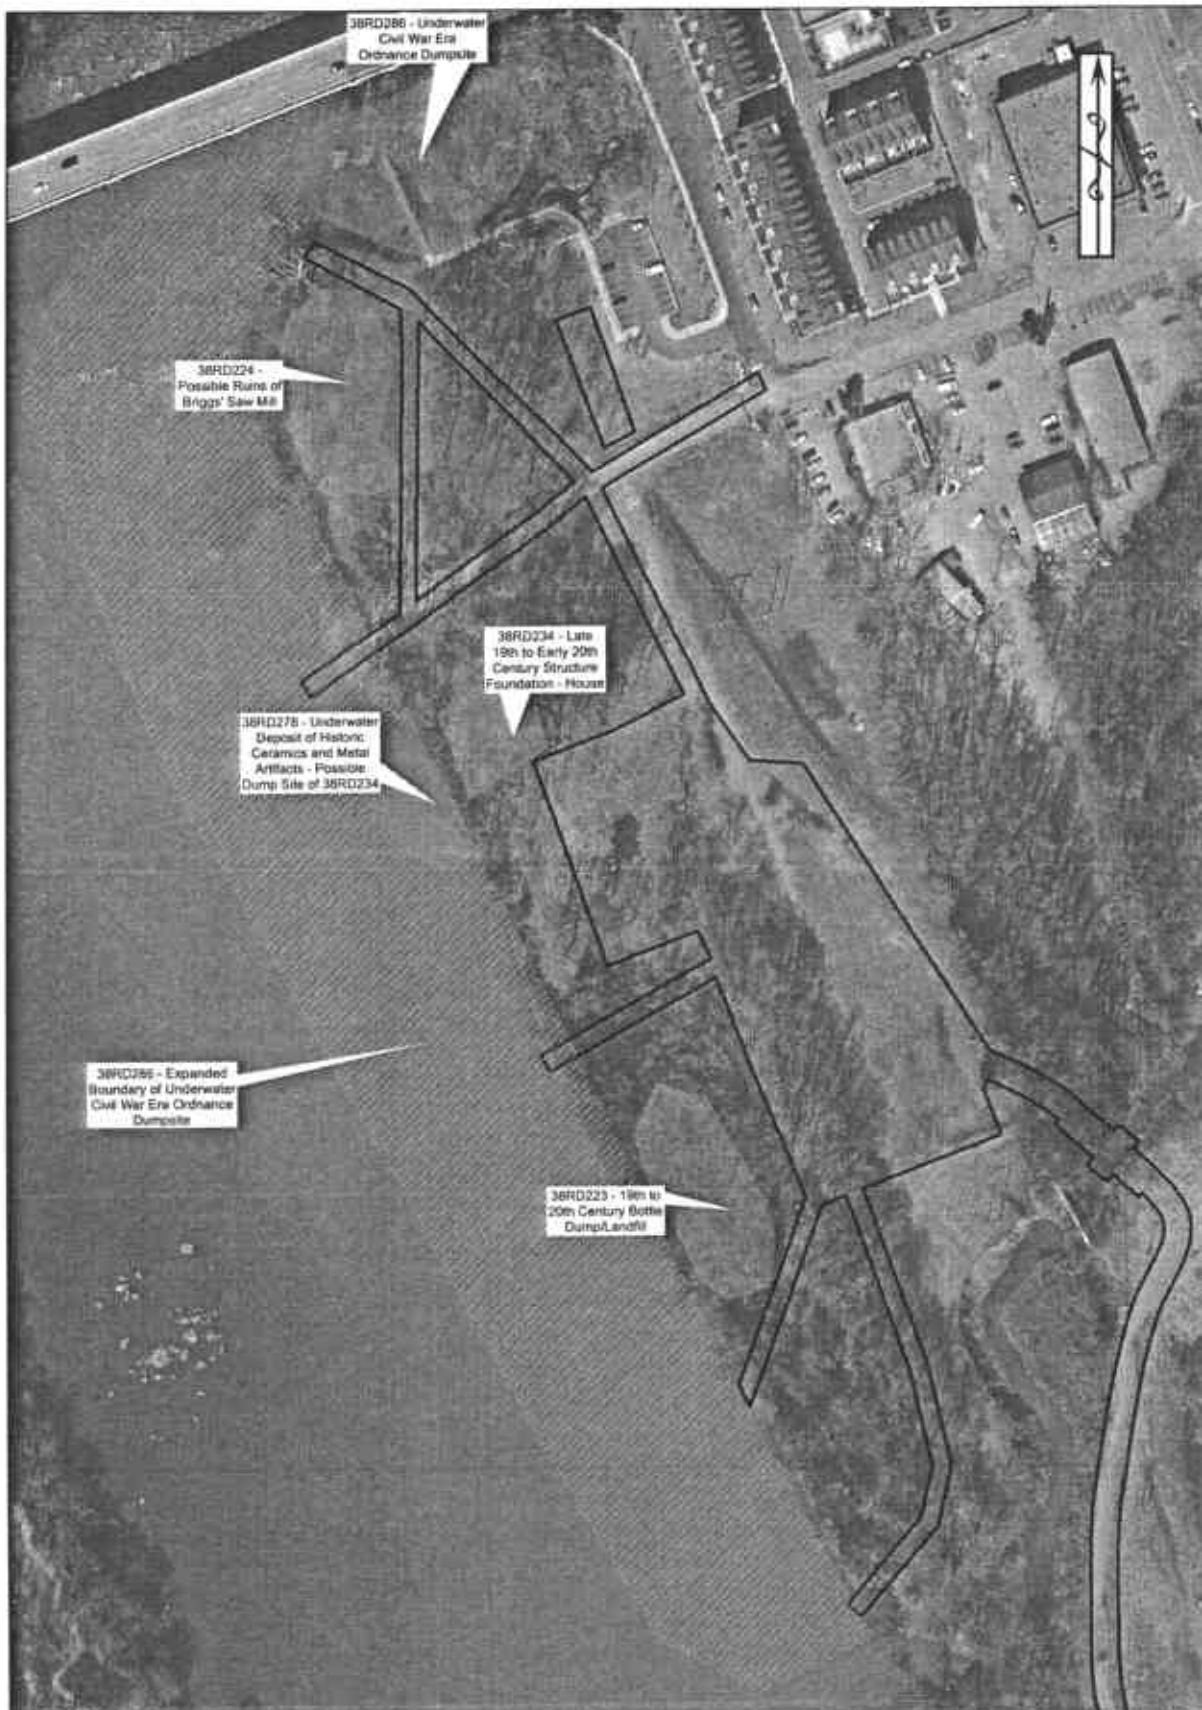 38RD286 - Underwater
Civil War Era
Ordnance Dumpsite
38RD224 -
Possible Ruins of
Briggs' Saw Mill
38RD234 - Late
19th to Early 20th
Century Structure
Foundation - House
38RD278 - Underwater
Deposit of Historic
Ceramics and Metal
Artifacts - Possible
Dump Site of 38RD234
38RD286 - Expanded
Boundary of Underwater
Civil War Era Ordnance
Dumpsite
38RD223 - 19th to
20th Century Bottle
Dump/Landfill